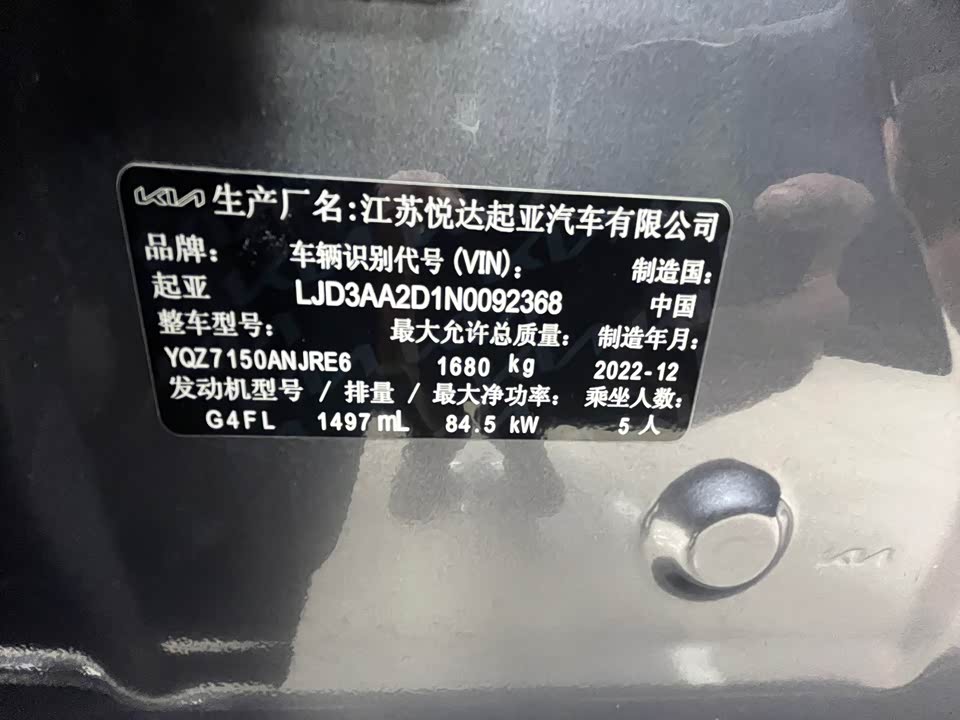 KIA 生产厂名:江苏悦达起亚汽车有限公司
品牌: 车辆识别代号(VIN): 制造国:
起亚 LJD3AA2D1N0092368 中国
整车型号: 最大允许总质量: 制造年月:
YQZ7150ANJRE6 1680 kg 2022-12
发动机型号 / 排量 / 最大净功率: 乘坐人数:
G4FL 1497 mL 84.5 kW 5 人
KIA